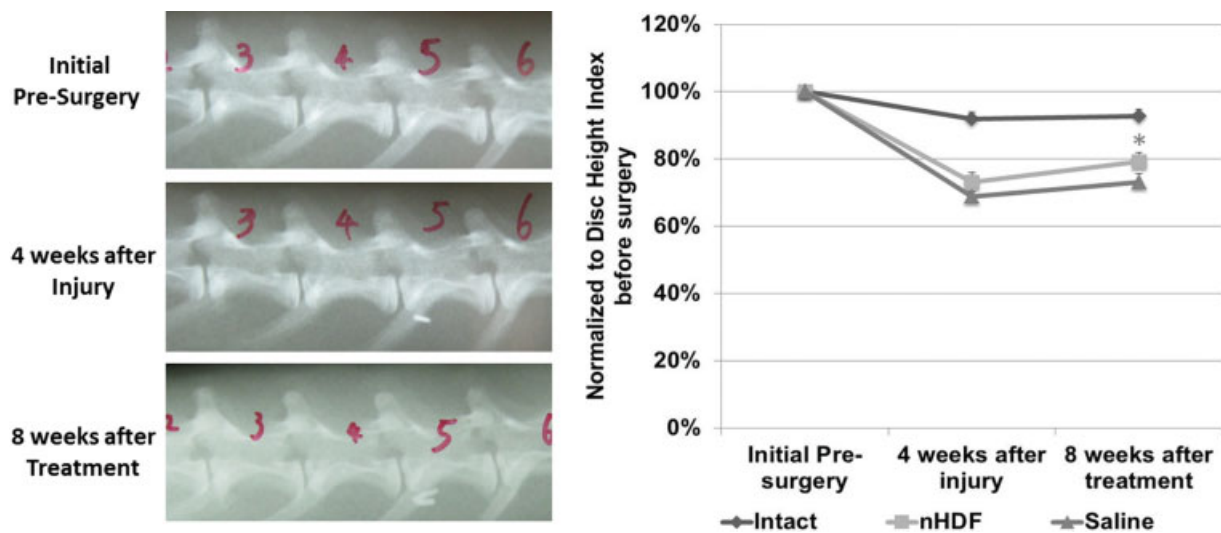 Initial
Pre-Surgery
3 4 5 6
4 weeks after
Injury
3 4 5 6
8 weeks after
Treatment
2 3 4 5 6
Normalized to Disc Height Index
before surgery
120%
100%
80%
60%
40%
20%
0%
*
Initial Pre-
surgery
4 weeks after
injury
8 weeks after
treatment
Intact nHDF Saline